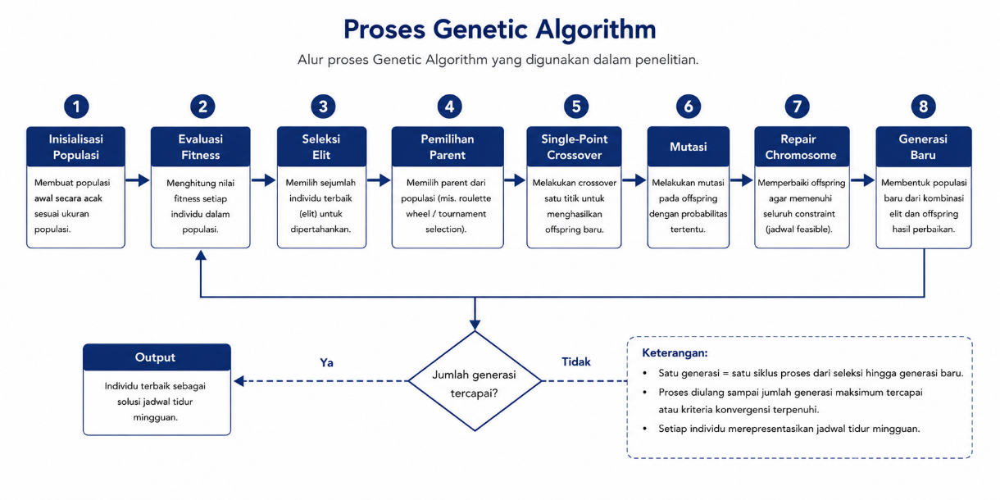 Proses Genetic Algorithm
Alur proses Genetic Algorithm yang digunakan dalam penelitian.
1
Inisialisasi
Populasi
Membuat populasi
awal secara acak
sesuai ukuran
populasi.
2
Evaluasi
Fitness
Menghitung nilai
fitness setiap
individu dalam
populasi.
3
Seleksi
Elit
Memilih sejumlah
individu terbaik
(elit) untuk
dipertahankan.
4
Pemilihan
Parent
Memilih parent dari
populasi (mis. roulette
wheel / tournament
selection).
5
Single-Point
Crossover
Melakukan crossover
satu titik untuk
menghasilkan
offspring baru.
6
Mutasi
Melakukan mutasi
pada offspring
dengan probabilitas
tertentu.
7
Repair
Chromosome
Memperbaiki offspring
agar memenuhi
seluruh constraint
(jadwal feasible).
8
Generasi
Baru
Membentuk populasi
baru dari kombinasi
elit dan offspring
hasil perbaikan.
Output
Individu terbaik sebagai
solusi jadwal tidur
mingguan.
Ya
Jumlah generasi
tercapai?
Tidak
Keterangan:
• Satu generasi = satu siklus proses dari seleksi hingga generasi baru.
• Proses diulang sampai jumlah generasi maksimum tercapai
atau kriteria konvergensi terpenuhi.
• Setiap individu merepresentasikan jadwal tidur mingguan.